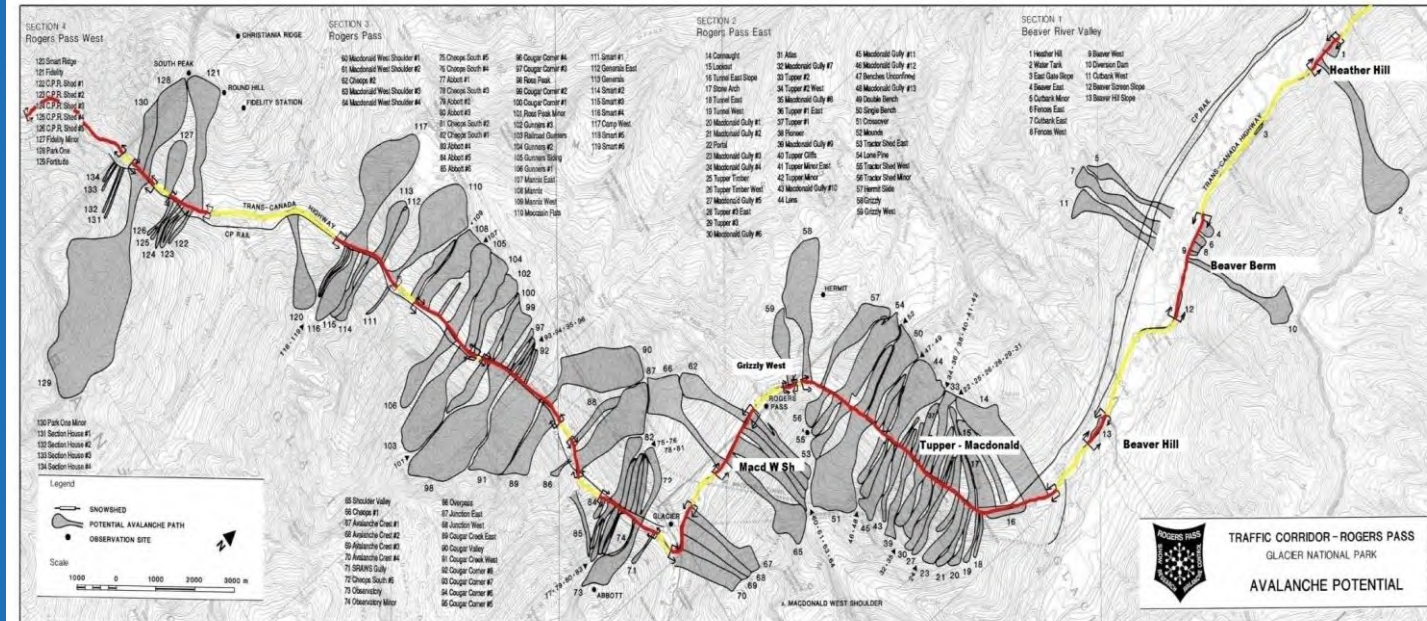 SECTION 4
Rogers Pass West
120 Smart Ridge
121 Fidelity
122 C.P.R. Shed #1
123 C.P.R. Shed #2
124 C.P.R. Shed #3
125 C.P.R. Shed #4
126 C.P.R. Shed #5
127 Fidelity Minor
128 Park One
129 Fortitude
130 Park One Minor
131 Section House #1
132 Section House #2
133 Section House #3
134 Section House #4
CHRISTIANIA RIDGE
SOUTH PEAK
ROUND HILL
FIDELITY STATION
SECTION 3
Rogers Pass
60 Macdonald West Shoulder #1
61 Macdonald West Shoulder #2
62 Cheops #2
63 Macdonald West Shoulder #3
64 Macdonald West Shoulder #4
65 Shoulder Valley
66 Cheops #1
67 Avalanche Crest #1
68 Avalanche Crest #2
69 Avalanche Crest #3
70 Avalanche Crest #4
71 SRAWS Gully
72 Cheops South #6
73 Observatory
74 Observatory Minor
75 Cheops South #5
76 Cheops South #4
77 Abbott #1
78 Cheops South #3
79 Abbott #2
80 Abbott #3
81 Cheops South #2
82 Cheops South #1
83 Abbott #4
84 Abbott #5
85 Abbott #6
86 Overpass
87 Junction East
88 Junction West
89 Cougar Creek East
90 Cougar Valley
91 Cougar Creek West
92 Cougar Corner #8
93 Cougar Corner #7
94 Cougar Corner #6
95 Cougar Corner #5
96 Cougar Corner #4
97 Cougar Corner #3
98 Ross Peak
99 Cougar Corner #2
100 Cougar Corner #1
101 Ross Peak Minor
102 Gunners #3
103 Railroad Gunners
104 Gunners #2
105 Gunners Siding
106 Gunners #1
107 Mannix East
108 Mannix
109 Mannix West
110 Moccasin Flats
111 Smart #1
112 Generals East
113 Generals
114 Smart #2
115 Smart #3
116 Smart #4
117 Camp West
118 Smart #5
119 Smart #6
SECTION 2
Rogers Pass East
14 Connaught
15 Lookout
16 Tunnel East Slope
17 Stone Arch
18 Tunnel East
19 Tunnel West
20 Macdonald Gully #1
21 Macdonald Gully #2
22 Portal
23 Macdonald Gully #3
24 Macdonald Gully #4
25 Tupper Timber
26 Tupper Timber West
27 Macdonald Gully #5
28 Tupper #3 East
29 Tupper #3
30 Macdonald Gully #6
31 Atlas
32 Macdonald Gully #7
33 Tupper #2
34 Tupper #2 West
35 Macdonald Gully #8
36 Tupper #1 East
37 Tupper #1
38 Pioneer
39 Macdonald Gully #9
40 Tupper Cliffs
41 Tupper Minor East
42 Tupper Minor
43 Macdonald Gully #10
44 Lens
45 Macdonald Gully #11
46 Macdonald Gully #12
47 Benches Unconfined
48 Macdonald Gully #13
49 Double Bench
50 Single Bench
51 Crossover
52 Mounds
53 Tractor Shed East
54 Lone Pine
55 Tractor Shed West
56 Tractor Shed Minor
57 Hermit Slide
58 Grizzly
59 Grizzly West
SECTION 1
Beaver River Valley
1 Heather Hill
2 Water Tank
3 East Gate Slope
4 Beaver East
5 Cutbank Minor
6 Fences East
7 Cutbank East
8 Fences West
9 Beaver West
10 Diversion Dam
11 Cutbank West
12 Beaver Screen Slope
13 Beaver Hill Slope
Heather Hill
CP RAIL
TRANS-CANADA HIGHWAY
Beaver Berm
Beaver Hill
Tupper - Macdonald
Grizzly West
HERMIT
ROGERS PASS
Macd W Sh
GLACIER
ABBOTT
MACDONALD WEST SHOULDER
TRANS-CANADA HIGHWAY
CP RAIL
Legend
SNOWSHED
POTENTIAL AVALANCHE PATH
OBSERVATION SITE
N
Scale
1000 0 1000 2000 3000 m
ROGERS PASS
TRAFFIC CORRIDOR - ROGERS PASS
GLACIER NATIONAL PARK
AVALANCHE POTENTIAL